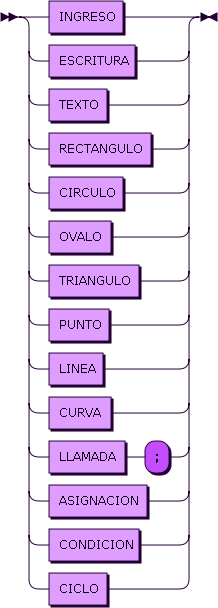 INGRESO
ESCRITURA
TEXTO
RECTANGULO
CIRCULO
OVALO
TRIANGULO
PUNTO
LINEA
CURVA
LLAMADA ;
ASIGNACION
CONDICION
CICLO